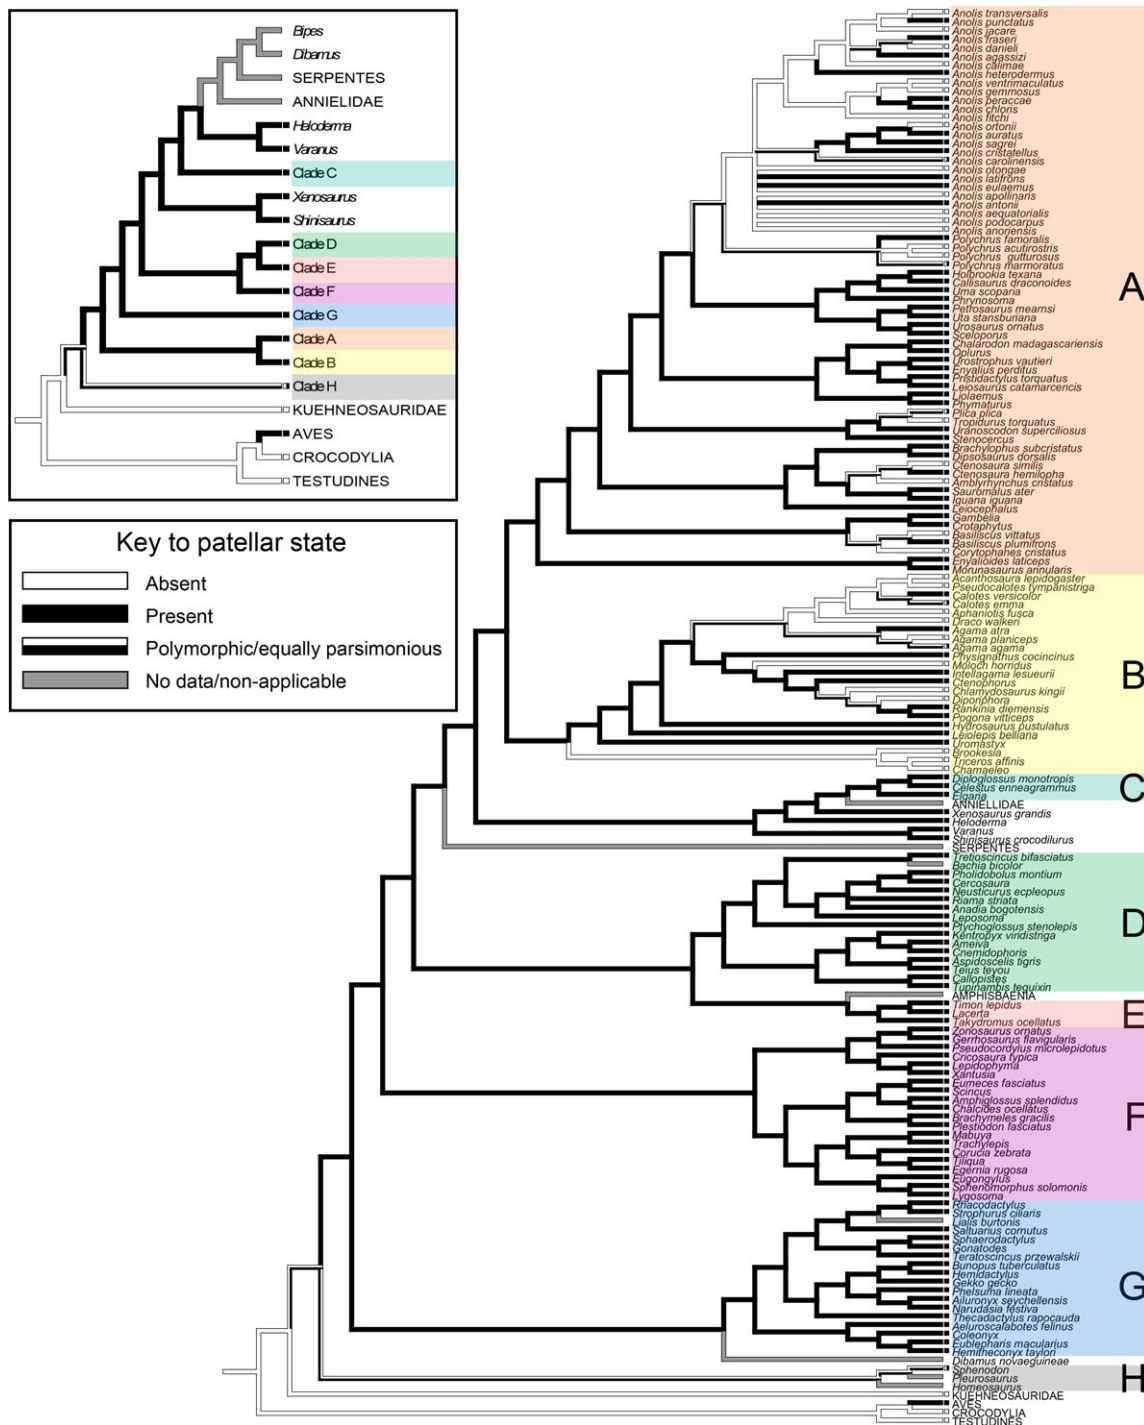 Bipes
Dibamus
SERPENTES
ANNIELIDAE
Heloderma
Varanus
Clade C
Xenosaurus
Shinisaurus
Clade D
Clade E
Clade F
Clade G
Clade A
Clade B
Clade H
KUEHNEOSAURIDAE
AVES
CROCODYLIA
TESTUDINES
Key to patellar state
Absent
Present
Polymorphic/equally parsimonious
No data/non-applicable
Anolis transversalis
Anolis punctatus
Anolis jacare
Anolis fraseri
Anolis danieli
Anolis agassizi
Anolis calimae
Anolis heterodermus
Anolis ventrimaculatus
Anolis gemmosus
Anolis peraccae
Anolis chloris
Anolis fitchi
Anolis ortonii
Anolis auratus
Anolis sagrei
Anolis cristatellus
Anolis carolinensis
Anolis otongae
Anolis latifrons
Anolis eulaemus
Anolis apollinaris
Anolis antonii
Anolis aequatorialis
Anolis podocarpus
Anolis anoriensis
Polychrus femoralis
Polychrus acutirostris
Polychrus gutturosus
Polychrus marmoratus
Holbrookia texana
Callisaurus draconoides
Uma scoparia
Phrynosoma
Petrosaurus mearnsi
Uta stansburiana
Urosaurus ornatus
Sceloporus
Chalarodon madagascariensis
Oplurus
Urostrophus vautieri
Enyalius perditus
Pristidactylus torquatus
Leiosaurus catamarcensis
Liolaemus
Phymaturus
Plica plica
Tropidurus torquatus
Uranoscodon superciliosus
Stenocercus
Brachylophus subcristatus
Dipsosaurus dorsalis
Ctenosaura similis
Ctenosaura hemilopha
Amblyrhynchus cristatus
Sauromalus ater
Iguana iguana
Leiocephalus
Gambelia
Crotaphytus
Basiliscus vittatus
Basiliscus plumifrons
Corytophanes cristatus
Enyalioides laticeps
Morunasaurus annularis
A
Acanthosaura lepidogaster
Pseudocalotes tympanistriga
Calotes versicolor
Calotes emma
Aphaniotis fusca
Draco walkeri
Agama atra
Agama planiceps
Agama agama
Physignathus cocincinus
Moloch horridus
Intellagama lesueurii
Ctenophorus
Chlamydosaurus kingii
Diporiphora
Rankinia diemensis
Pogona vitticeps
Hydrosaurus pustulatus
Leiolepis belliana
Uromastyx
Brookesia
Triceros affinis
Chamaeleo
B
Diploglossus monotropis
Celestus enneagrammus
Elgaria
C
ANNIELLIDAE
Xenosaurus grandis
Heloderma
Varanus
Shinisaurus crocodilurus
SERPENTES
Tretioscincus bifasciatus
Bachia bicolor
Pholidobolus montium
Cercosaura
Neusticurus ecpleopus
Riama striata
Anadia bogotensis
Leposoma
Ptychoglossus stenolepis
Kentropyx viridistriga
Ameiva
Cnemidophoris
Aspidoscelis tigris
Teius teyou
Callopistes
Tupinambis teguixin
D
AMPHISBAENIA
Timon lepidus
Lacerta
Takydromus ocellatus
E
Zonosaurus ornatus
Gerrhosaurus flavigularis
Pseudocordylus microlepidotus
Cricosaura typica
Lepidophyma
Xantusia
Eumeces fasciatus
Scincus
Amphiglossus splendidus
Chalcides ocellatus
Brachymeles gracilis
Plestiodon fasciatus
Mabuya
Trachylepis
Corucia zebrata
Tiliqua
Egernia rugosa
Eugongylus
Sphenomorphus solomonis
Lygosoma
F
Rhacodactylus
Strophurus ciliaris
Lialis burtonis
Saltuarius cornutus
Sphaerodactylus
Gonatodes
Teratoscincus przewalskii
Bunopus tuberculatus
Hemidactylus
Gekko gecko
Phelsuma lineata
Ailuronyx seychellensis
Narudasia festiva
Thecadactylus rapocauda
Aeluroscalabotes felinus
Coleonyx
Eublepharis macularius
Hemitheconyx taylori
G
Dibamus novaeguineae
Sphenodon
Pleurosaurus
Homeosaurus
H
KUEHNEOSAURIDAE
AVES
CROCODYLIA
TESTUDINES